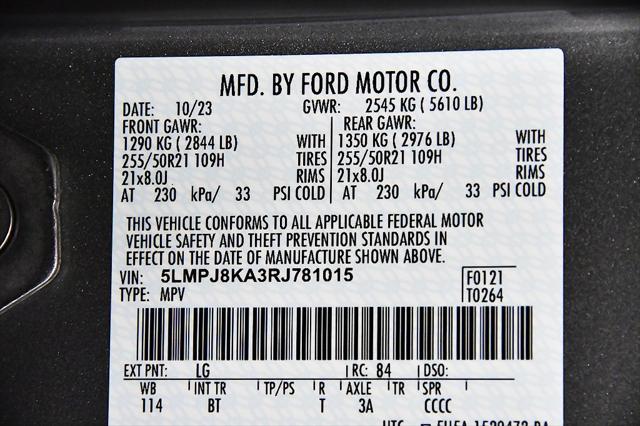 MFD. BY FORD MOTOR CO.
DATE: 10/23 GVWR: 2545 KG ( 5610 LB)
FRONT GAWR: REAR GAWR:
1290 KG ( 2844 LB) WITH 1350 KG ( 2976 LB) WITH
255/50R21 109H TIRES 255/50R21 109H TIRES
21x8.0J RIMS 21x8.0J RIMS
AT 230 kPa/ 33 PSI COLD AT 230 kPa/ 33 PSI COLD
THIS VEHICLE CONFORMS TO ALL APPLICABLE FEDERAL MOTOR
VEHICLE SAFETY AND THEFT PREVENTION STANDARDS IN
EFFECT ON THE DATE OF MANUFACTURE SHOWN ABOVE.
VIN: 5LMPJ8KA3RJ781015 F0121
TYPE: MPV T0264
EXT PNT: LG RC: 84 DSO:
WB INT TR TP/PS R AXLE TR SPR
114 BT T 3A CCCC